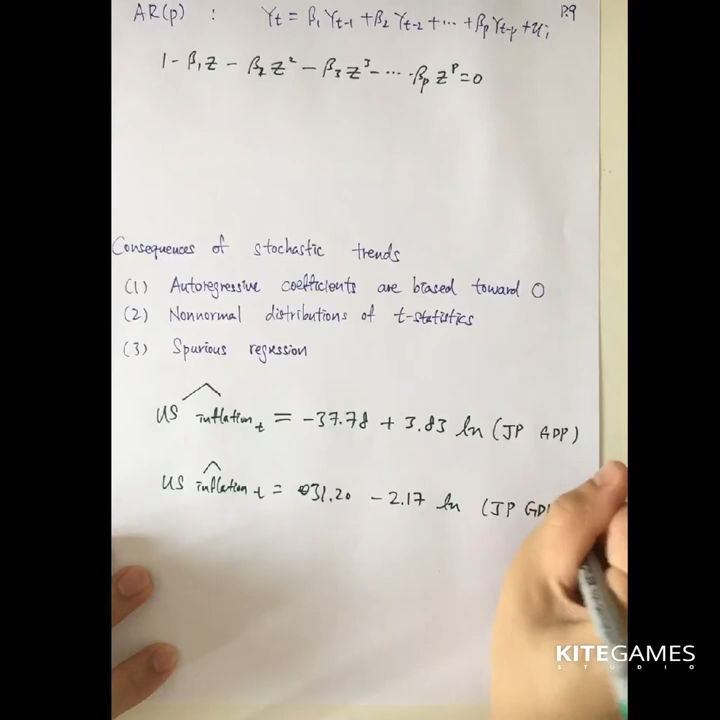 AR(p) : Yt = β1 Yt-1 + β2 Yt-2 + ... + βp Yt-p + ui P.9
1 - β1z - β2 z² - β3 z³ - ... - βp z^p = 0
Consequences of stochastic trends
(1) Autoregressive coefficients are biased toward 0
(2) Nonnormal distributions of t-statistics
(3) Spurious regression
US inflation t = -37.78 + 3.83 ln (JP GDP)
US inflation t = 31.20 - 2.17 ln (JP GD
KITEGAMES
STUDIO